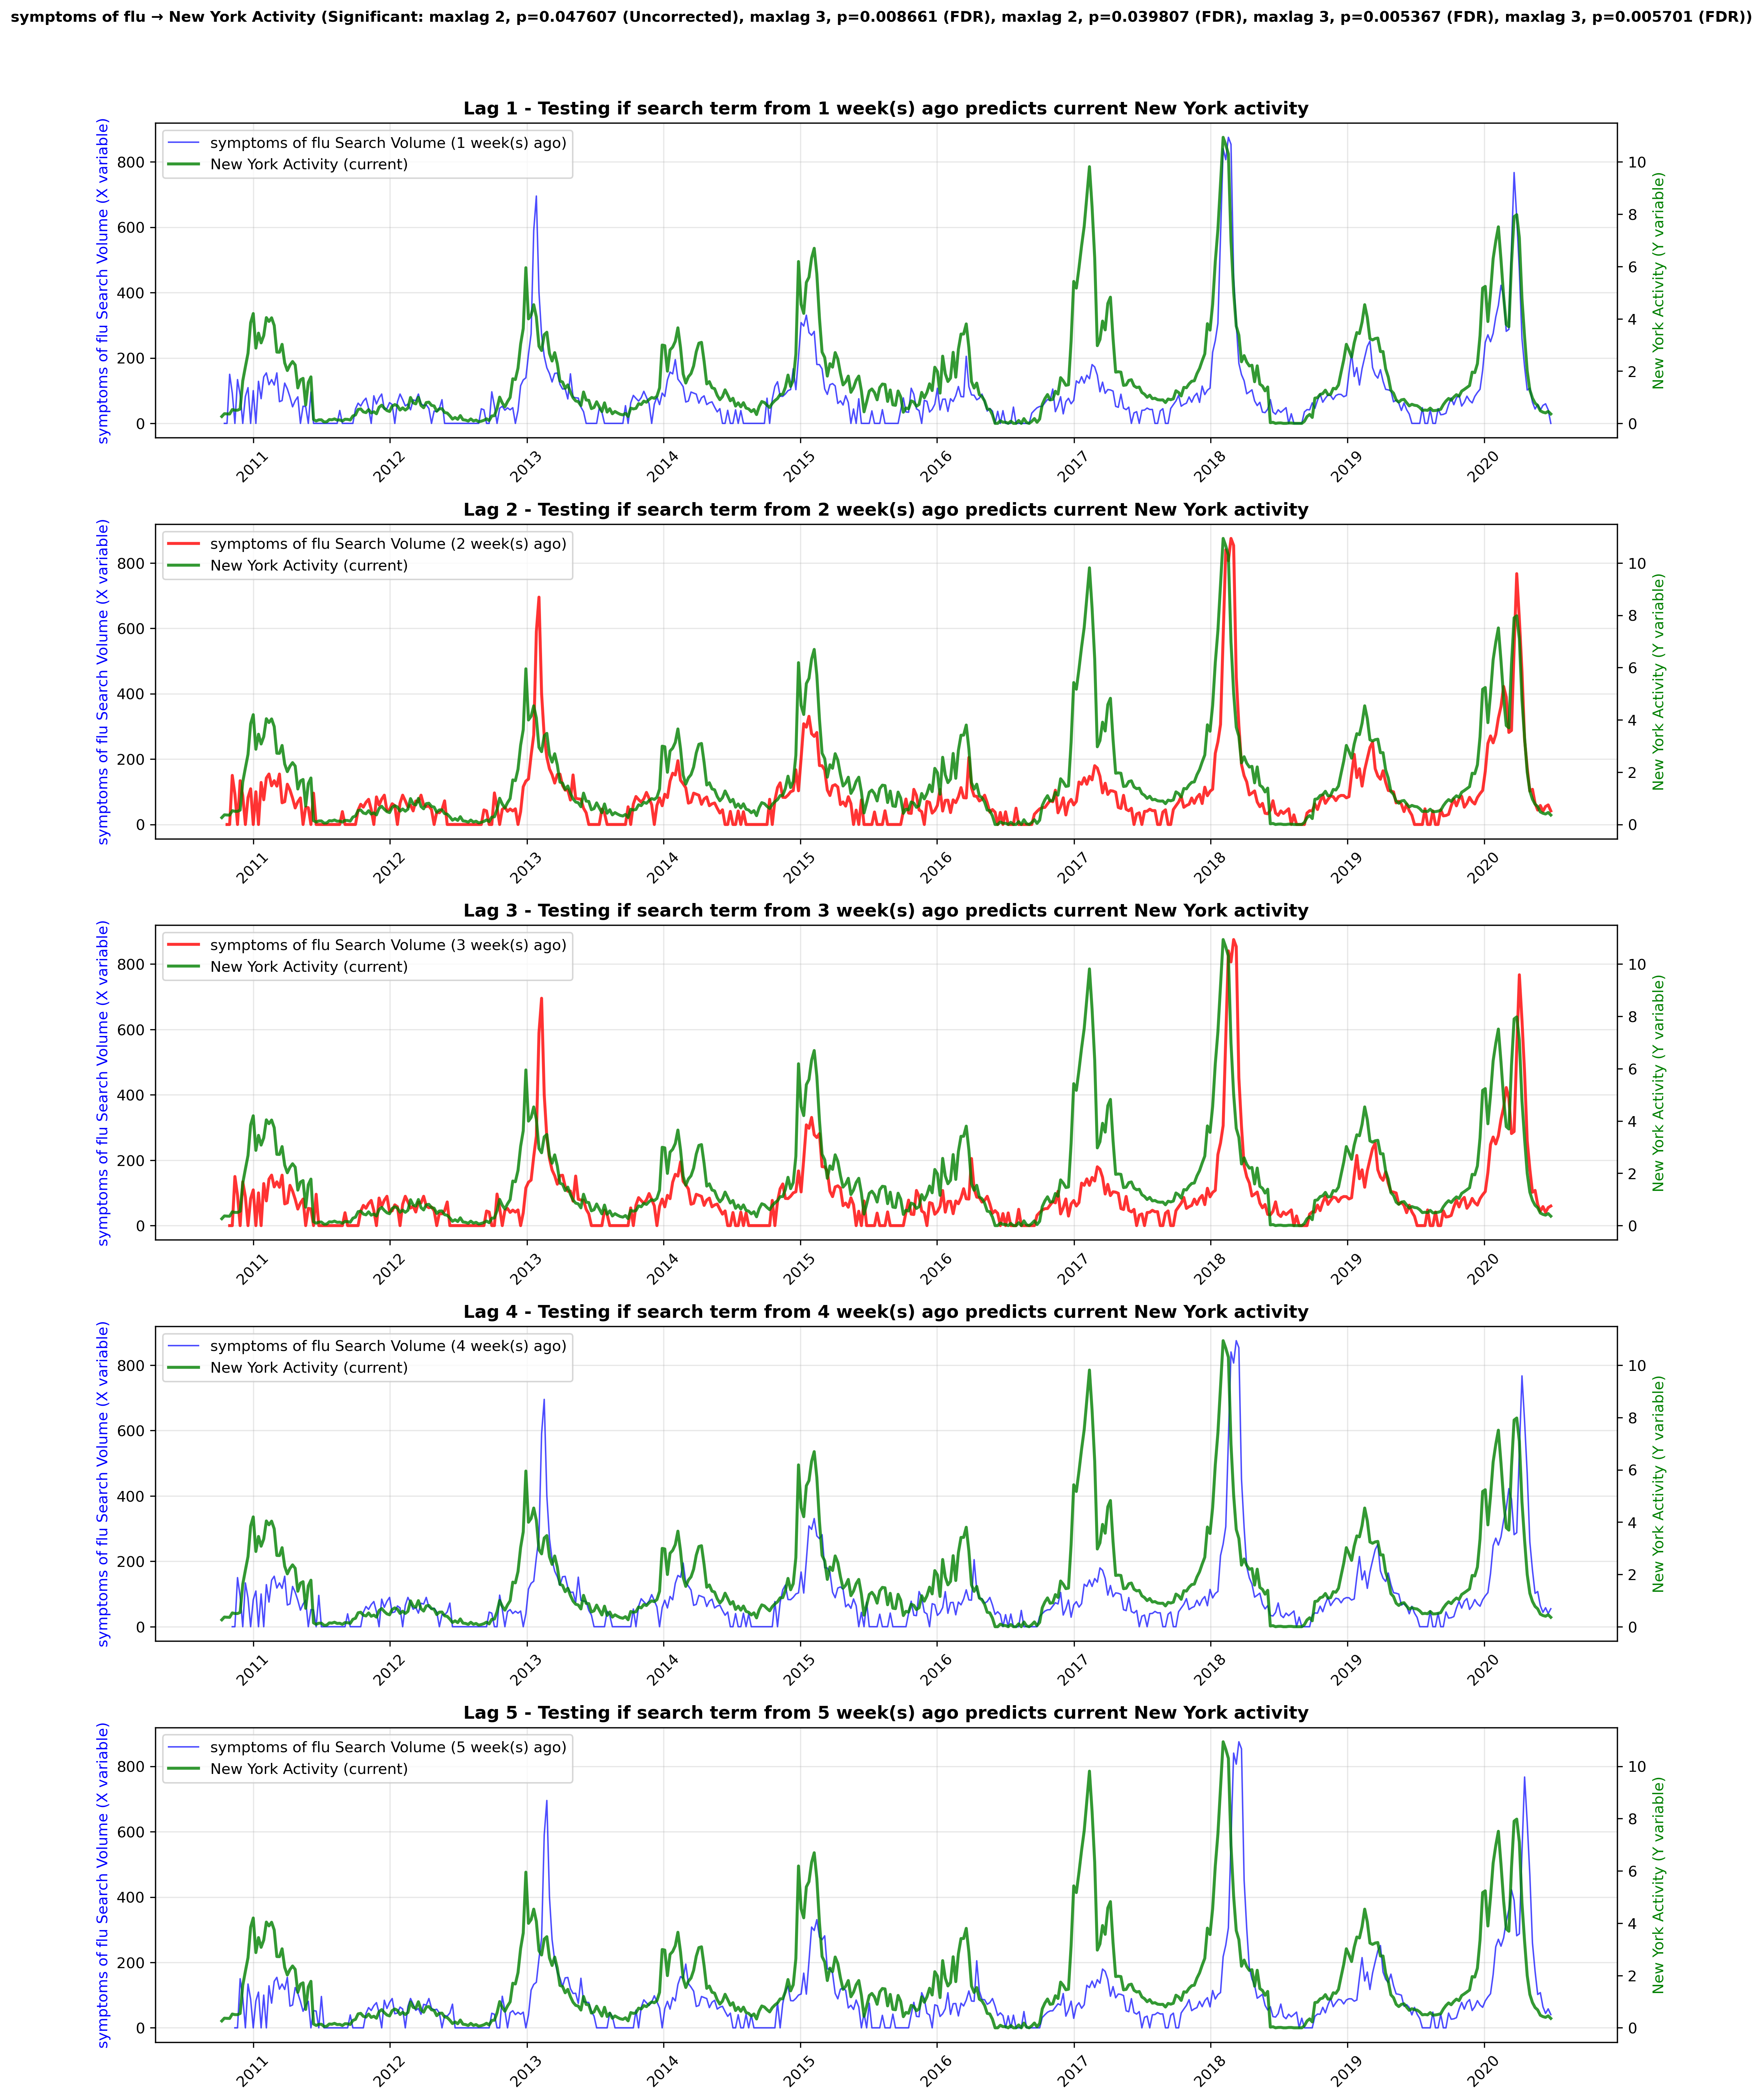 symptoms of flu → New York Activity (Significant: maxlag 2, p=0.047607 (Uncorrected), maxlag 3, p=0.008661 (FDR), maxlag 2, p=0.039807 (FDR), maxlag 3, p=0.005367 (FDR), maxlag 3, p=0.005701 (FDR))
Lag 1 - Testing if search term from 1 week(s) ago predicts current New York activity
symptoms of flu Search Volume (1 week(s) ago)
New York Activity (current)
symptoms of flu Search Volume (X variable)
800
600
400
200
0
10
8
6
4
2
0
New York Activity (Y variable)
2011 2012 2013 2014 2015 2016 2017 2018 2019 2020
Lag 2 - Testing if search term from 2 week(s) ago predicts current New York activity
symptoms of flu Search Volume (2 week(s) ago)
New York Activity (current)
symptoms of flu Search Volume (X variable)
800
600
400
200
0
10
8
6
4
2
0
New York Activity (Y variable)
2011 2012 2013 2014 2015 2016 2017 2018 2019 2020
Lag 3 - Testing if search term from 3 week(s) ago predicts current New York activity
symptoms of flu Search Volume (3 week(s) ago)
New York Activity (current)
symptoms of flu Search Volume (X variable)
800
600
400
200
0
10
8
6
4
2
0
New York Activity (Y variable)
2011 2012 2013 2014 2015 2016 2017 2018 2019 2020
Lag 4 - Testing if search term from 4 week(s) ago predicts current New York activity
symptoms of flu Search Volume (4 week(s) ago)
New York Activity (current)
symptoms of flu Search Volume (X variable)
800
600
400
200
0
10
8
6
4
2
0
New York Activity (Y variable)
2011 2012 2013 2014 2015 2016 2017 2018 2019 2020
Lag 5 - Testing if search term from 5 week(s) ago predicts current New York activity
symptoms of flu Search Volume (5 week(s) ago)
New York Activity (current)
symptoms of flu Search Volume (X variable)
800
600
400
200
0
10
8
6
4
2
0
New York Activity (Y variable)
2011 2012 2013 2014 2015 2016 2017 2018 2019 2020